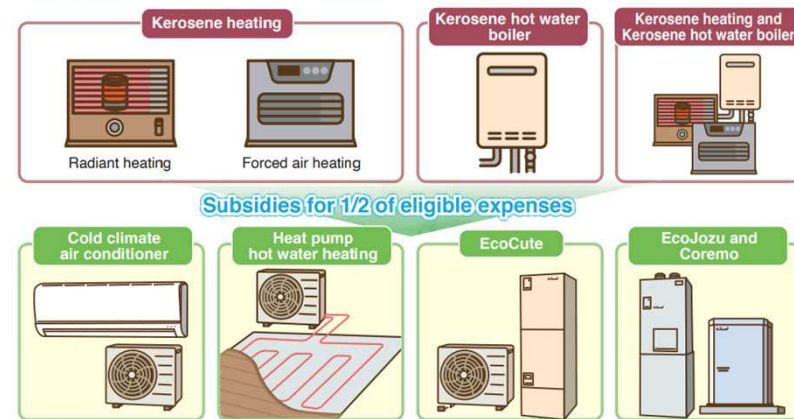 Kerosene heating
Kerosene hot water
boiler
Kerosene heating and
Kerosene hot water boiler
Radiant heating
Forced air heating
Subsidies for 1/2 of eligible expenses
Cold climate
air conditioner
Heat pump
hot water heating
EcoCute
EcoJozu and
Coremo